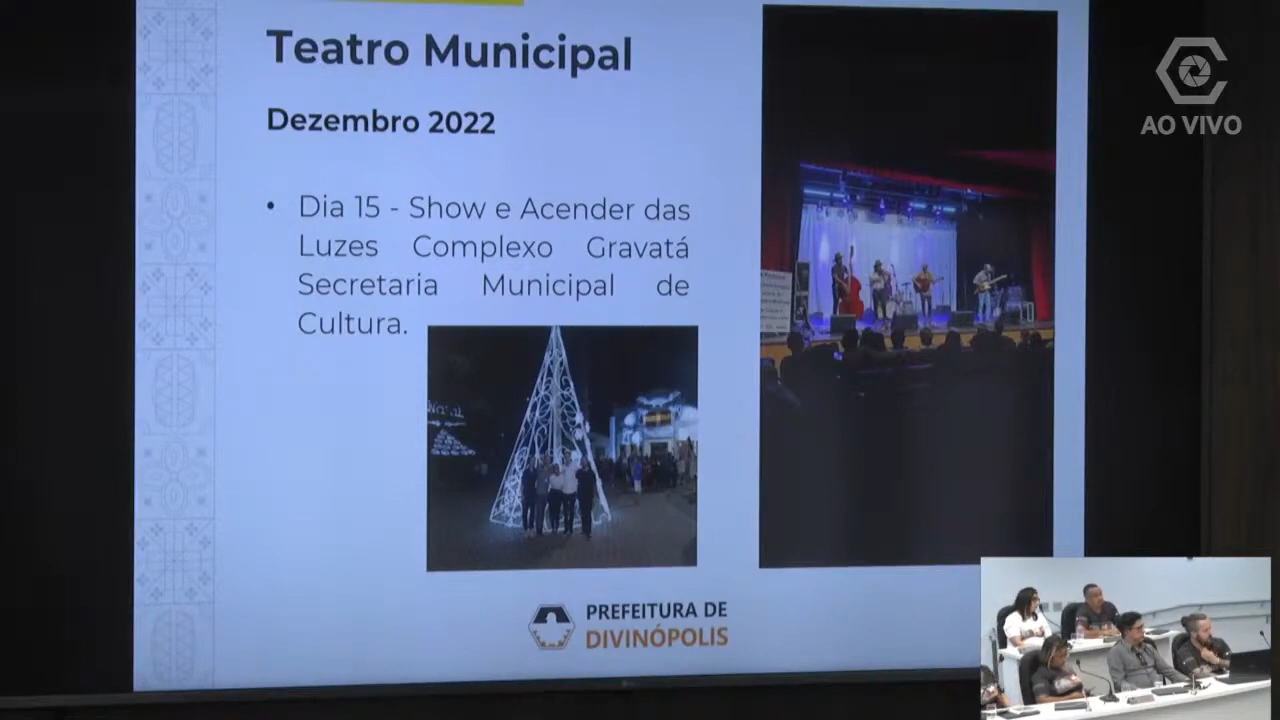 Teatro Municipal
Dezembro 2022
• Dia 15 - Show e Acender das
Luzes Complexo Gravatá
Secretaria Municipal de
Cultura.
PREFEITURA DE
DIVINÓPOLIS
AO VIVO